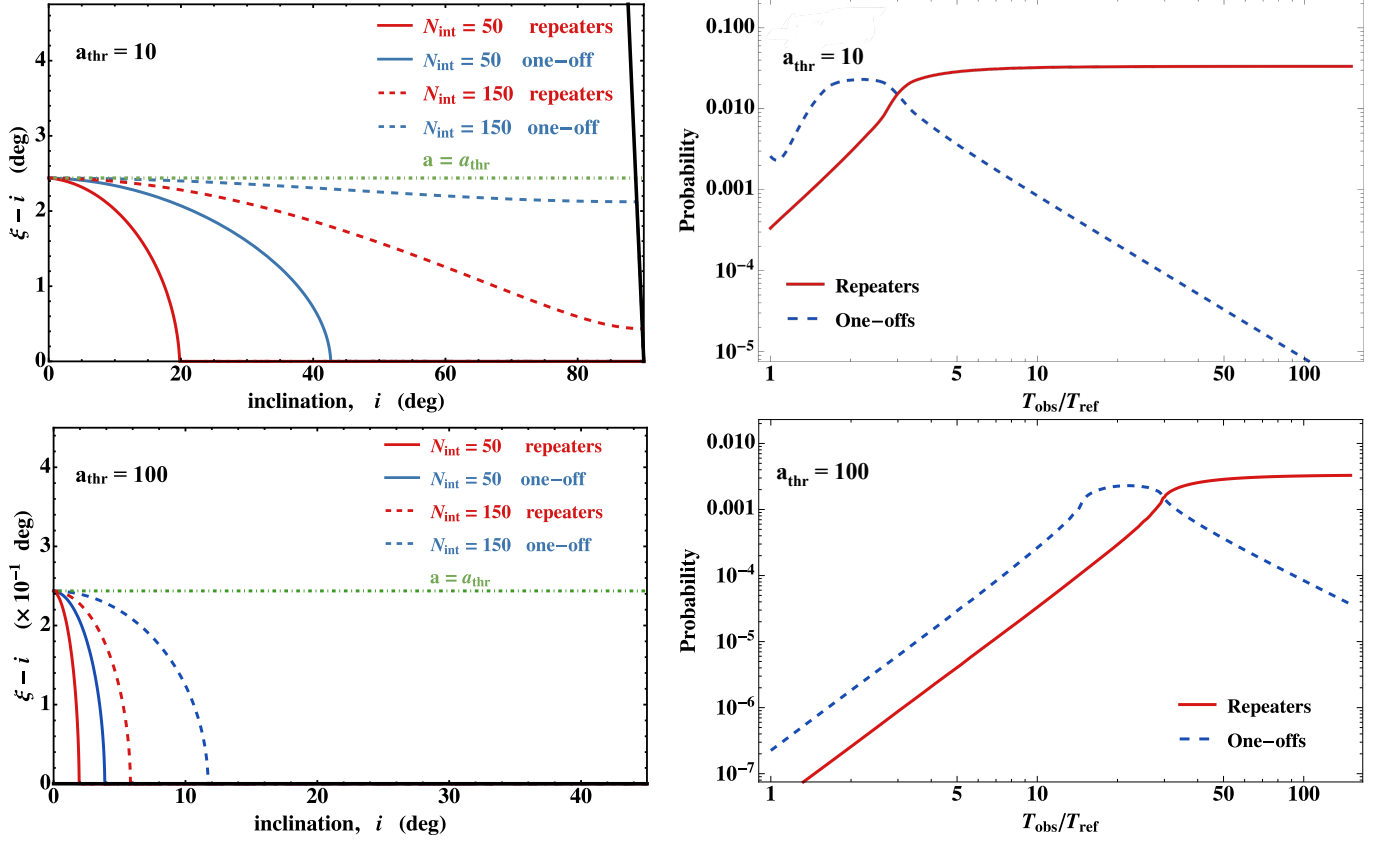 a_thr = 10
N_int = 50 repeaters
N_int = 50 one−off
N_int = 150 repeaters
N_int = 150 one−off
a = a_thr
ξ − i (deg)
4
3
2
1
0
0 20 40 60 80
inclination, i (deg)
a_thr = 10
Probability
0.100
0.010
0.001
10^−4
10^−5
Repeaters
One−offs
1 5 10 50 100
T_obs/T_ref
a_thr = 100
N_int = 50 repeaters
N_int = 50 one−off
N_int = 150 repeaters
N_int = 150 one−off
a = a_thr
ξ − i (× 10^−1 deg)
4
3
2
1
0
0 10 20 30 40
inclination, i (deg)
a_thr = 100
Probability
0.010
0.001
10^−4
10^−5
10^−6
10^−7
Repeaters
One−offs
1 5 10 50 100
T_obs/T_ref